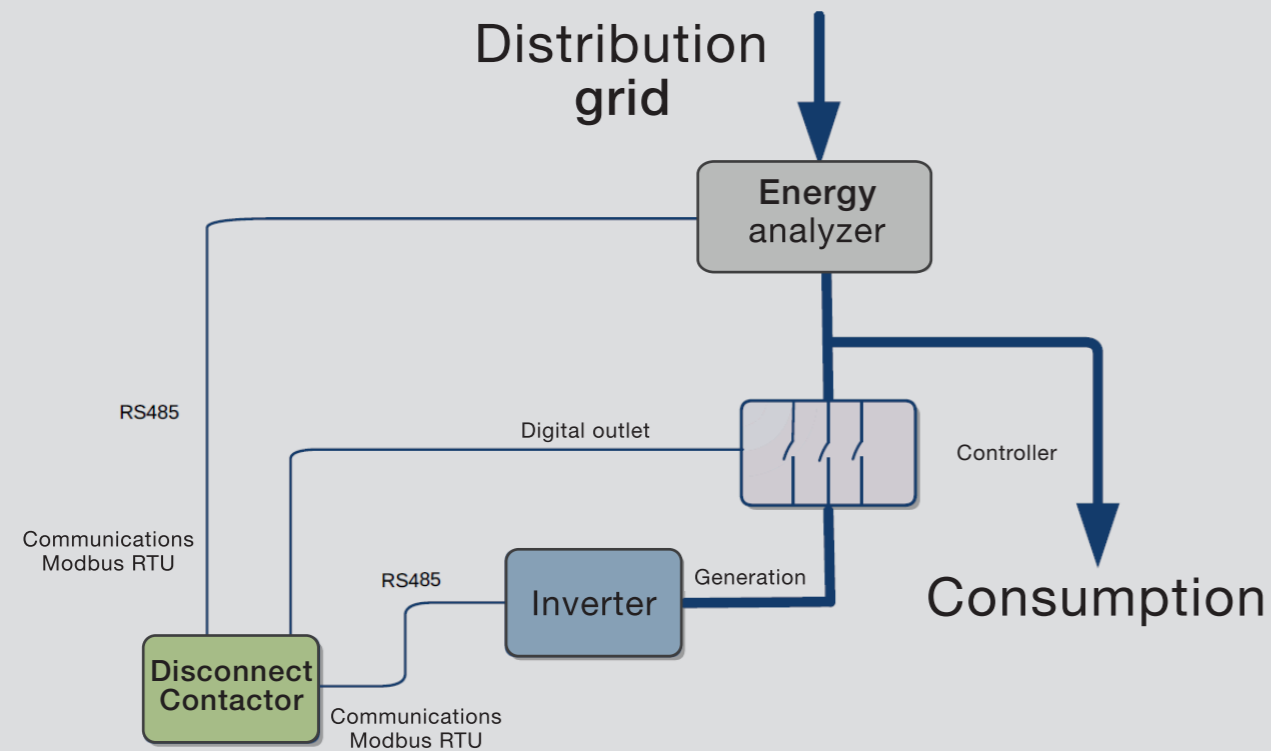 Distribution
grid
Energy
analyzer
RS485
Digital outlet
Controller
Communications
Modbus RTU
RS485
Generation
Inverter
Consumption
Disconnect
Contactor
Communications
Modbus RTU